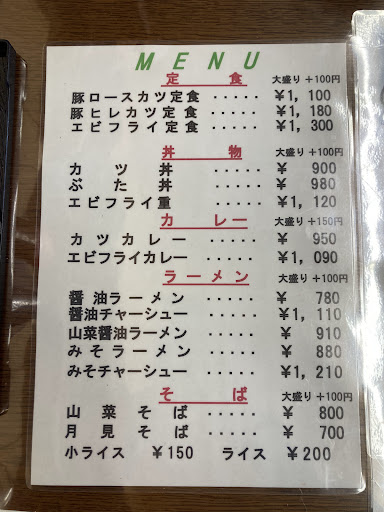 MENU
定食 大盛り+100円
豚ロースカツ定食 ・・・・・ ¥1,100
豚ヒレカツ定食 ・・・・・ ¥1,180
エビフライ定食 ・・・・・ ¥1,300
丼物 大盛り+100円
カツ丼 ・・・・・ ¥ 900
ぶた丼 ・・・・・ ¥ 980
エビフライ重 ・・・・・ ¥1,120
カレー 大盛り+150円
カツカレー ・・・・・ ¥ 950
エビフライカレー ・・・・・ ¥1,090
ラーメン 大盛り+100円
醤油ラーメン ・・・・・ ¥ 780
醤油チャーシュー ・・・・・ ¥1,110
山菜醤油ラーメン ・・・・・ ¥ 910
みそラーメン ・・・・・ ¥ 880
みそチャーシュー ・・・・・ ¥1,210
そば 大盛り+100円
山菜そば ・・・・・ ¥ 800
月見そば ・・・・・ ¥ 700
小ライス ¥150 ライス ¥200